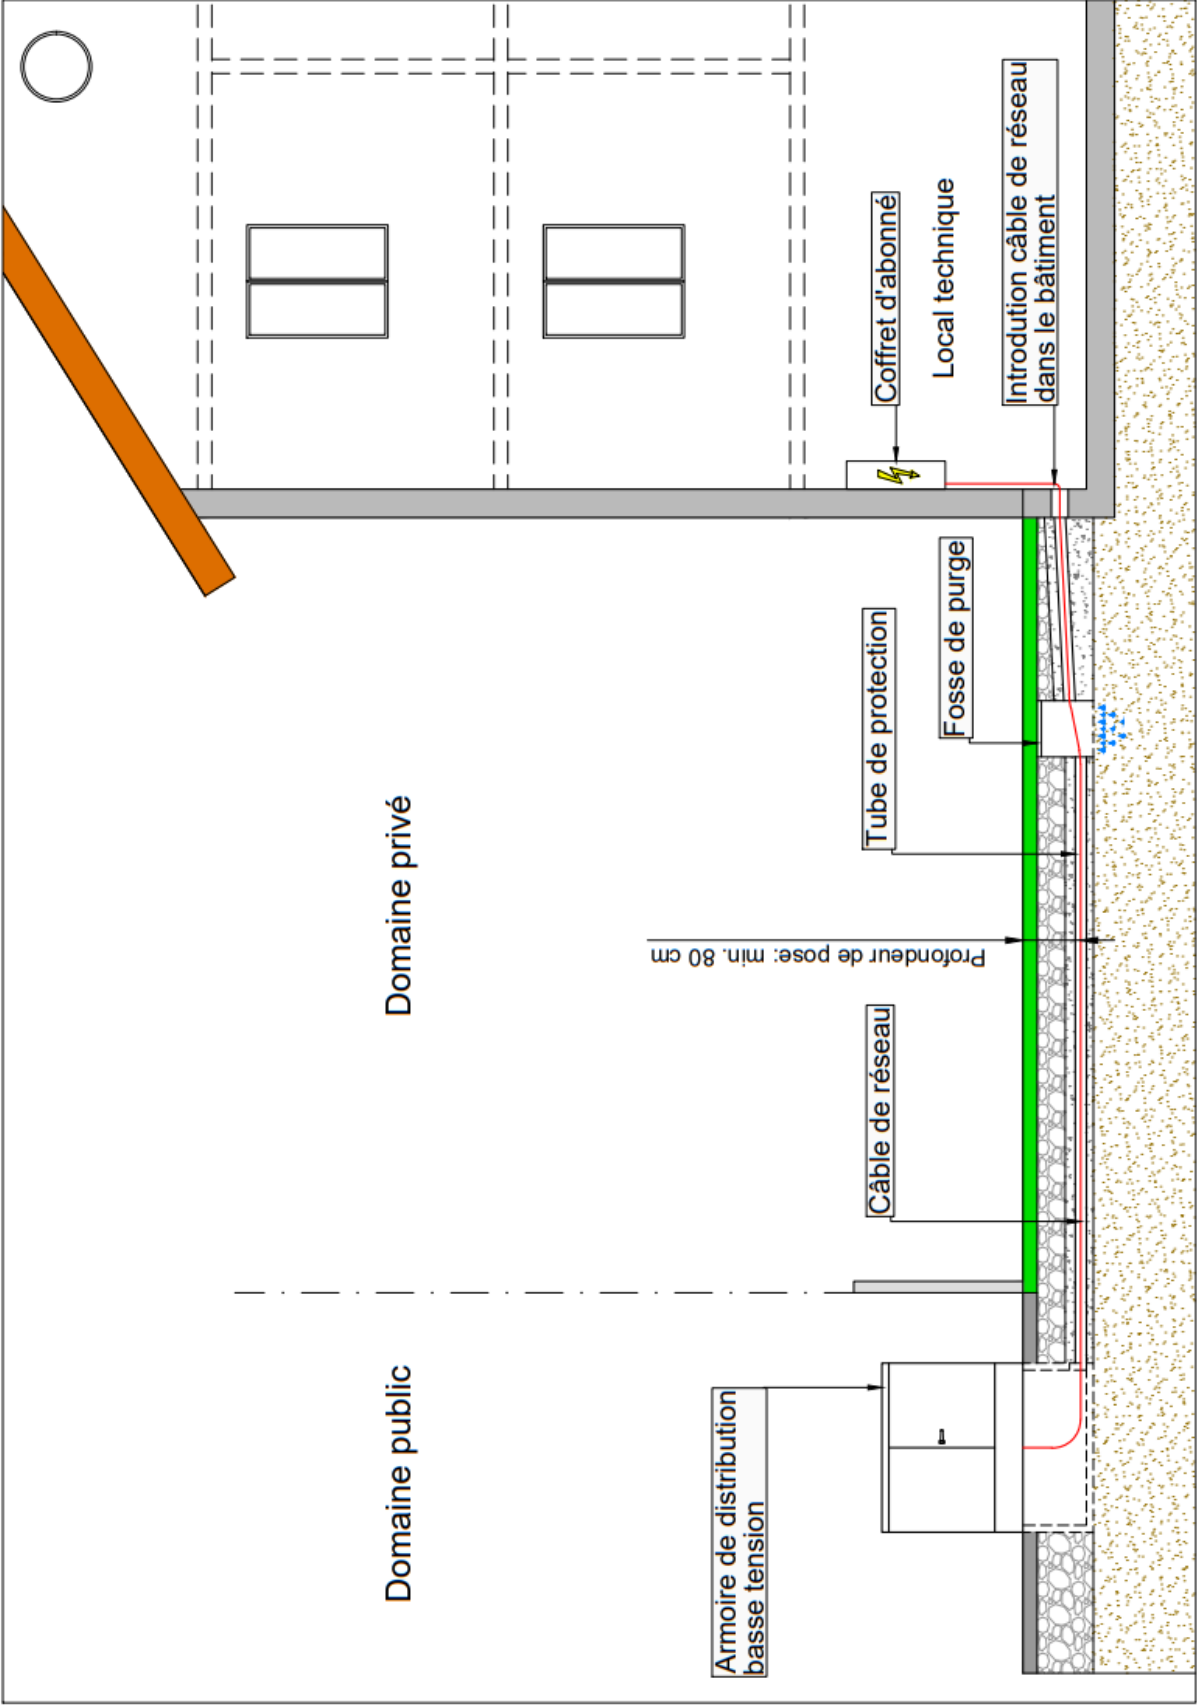 Domaine public
Domaine privé
Armoire de distribution
basse tension
Câble de réseau
Profondeur de pose: min. 80 cm
Tube de protection
Fosse de purge
Coffret d'abonné
Local technique
Introdution câble de réseau
dans le bâtiment